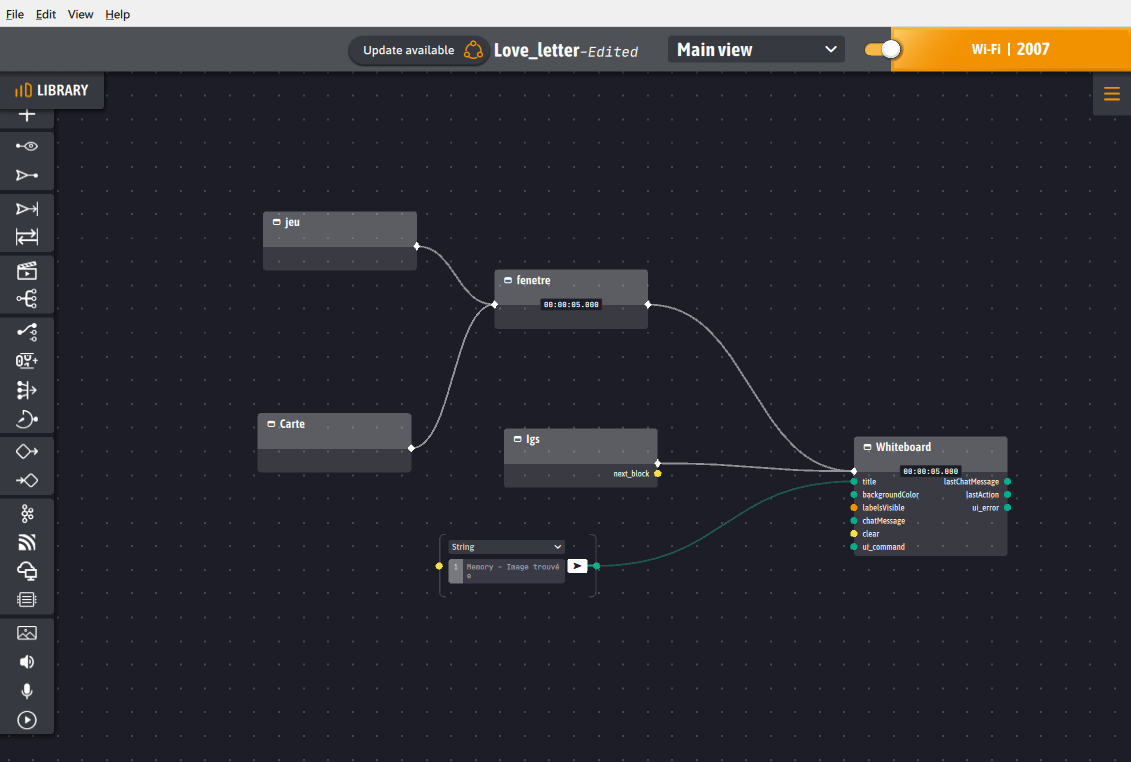 File Edit View Help
Update available Love_letter-Edited Main view Wi-Fi | 2007
LIBRARY
jeu
fenetre
00:00:05.000
Carte
Igs
next_block
Whiteboard
00:00:05.000
title lastChatMessage
backgroundColor lastAction
labelsVisible ui_error
chatMessage
clear
ui_command
String
1 Memory - Image trouvé
e